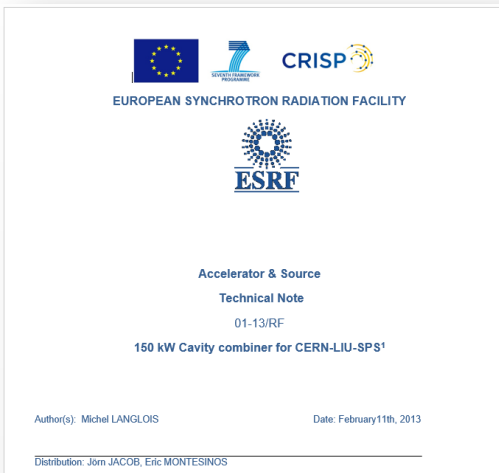 7
SEVENTH FRAMEWORK
PROGRAMME
CRISP
EUROPEAN SYNCHROTRON RADIATION FACILITY
ESRF
Accelerator & Source
Technical Note
01-13/RF
150 kW Cavity combiner for CERN-LIU-SPS¹
Author(s): Michel LANGLOIS Date: February11th, 2013
Distribution: Jörn JACOB, Eric MONTESINOS